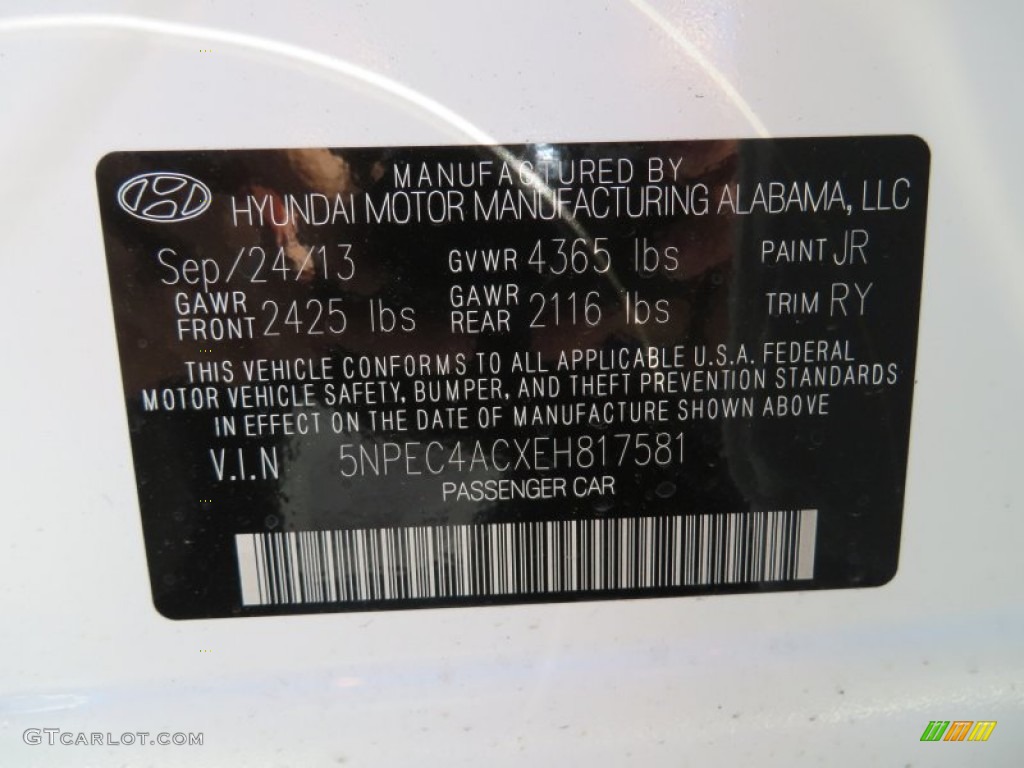 MANUFACTURED BY
HYUNDAI MOTOR MANUFACTURING ALABAMA, LLC
Sep/24/13 GVWR 4365 lbs PAINT JR
GAWR FRONT 2425 lbs GAWR REAR 2116 lbs TRIM RY
THIS VEHICLE CONFORMS TO ALL APPLICABLE U.S.A. FEDERAL
MOTOR VEHICLE SAFETY, BUMPER, AND THEFT PREVENTION STANDARDS
IN EFFECT ON THE DATE OF MANUFACTURE SHOWN ABOVE
V.I.N 5NPEC4ACXEH817581
PASSENGER CAR
GTCARLOT.COM